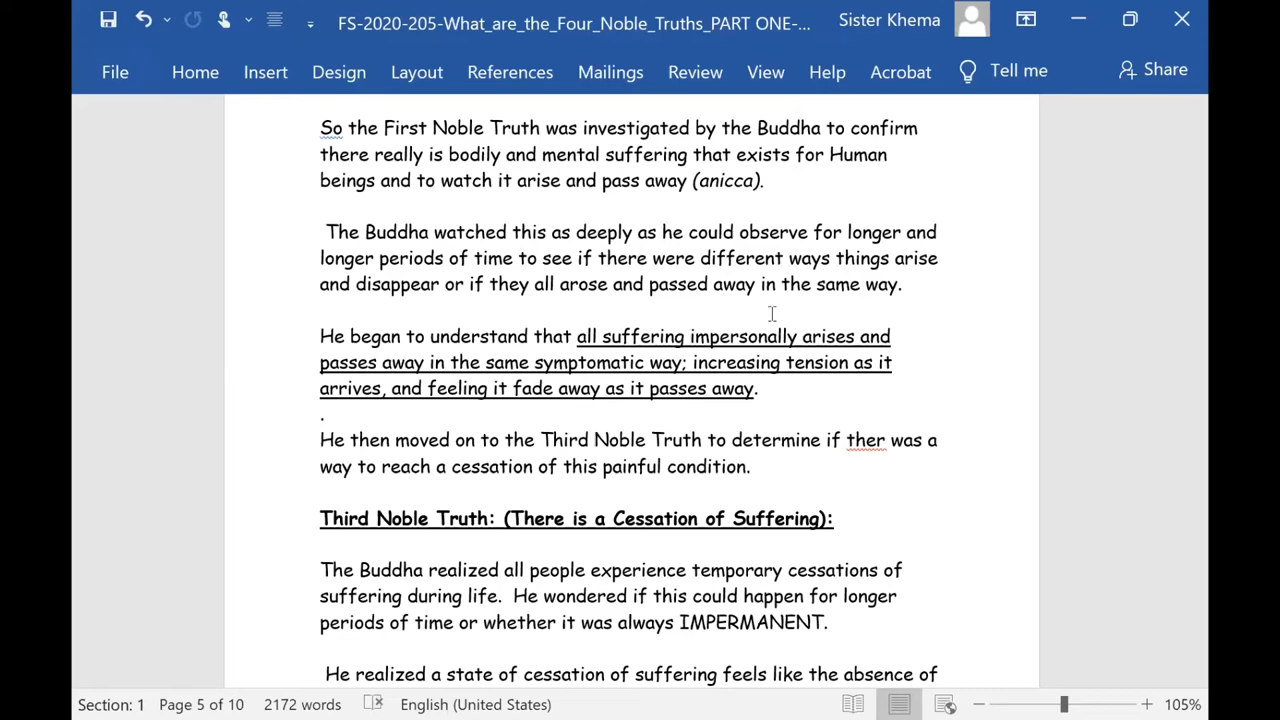 FS-2020-205-What_are_the_Four_Noble_Truths_PART ONE-... Sister Khema
File Home Insert Design Layout References Mailings Review View Help Acrobat Tell me Share
So the First Noble Truth was investigated by the Buddha to confirm
there really is bodily and mental suffering that exists for Human
beings and to watch it arise and pass away (anicca).
The Buddha watched this as deeply as he could observe for longer and
longer periods of time to see if there were different ways things arise
and disappear or if they all arose and passed away in the same way.
He began to understand that all suffering impersonally arises and
passes away in the same symptomatic way; increasing tension as it
arrives, and feeling it fade away as it passes away.
.
He then moved on to the Third Noble Truth to determine if ther was a
way to reach a cessation of this painful condition.
Third Noble Truth: (There is a Cessation of Suffering):
The Buddha realized all people experience temporary cessations of
suffering during life. He wondered if this could happen for longer
periods of time or whether it was always IMPERMANENT.
He realized a state of cessation of suffering feels like the absence of
Section: 1 Page 5 of 10 2172 words English (United States) 105%